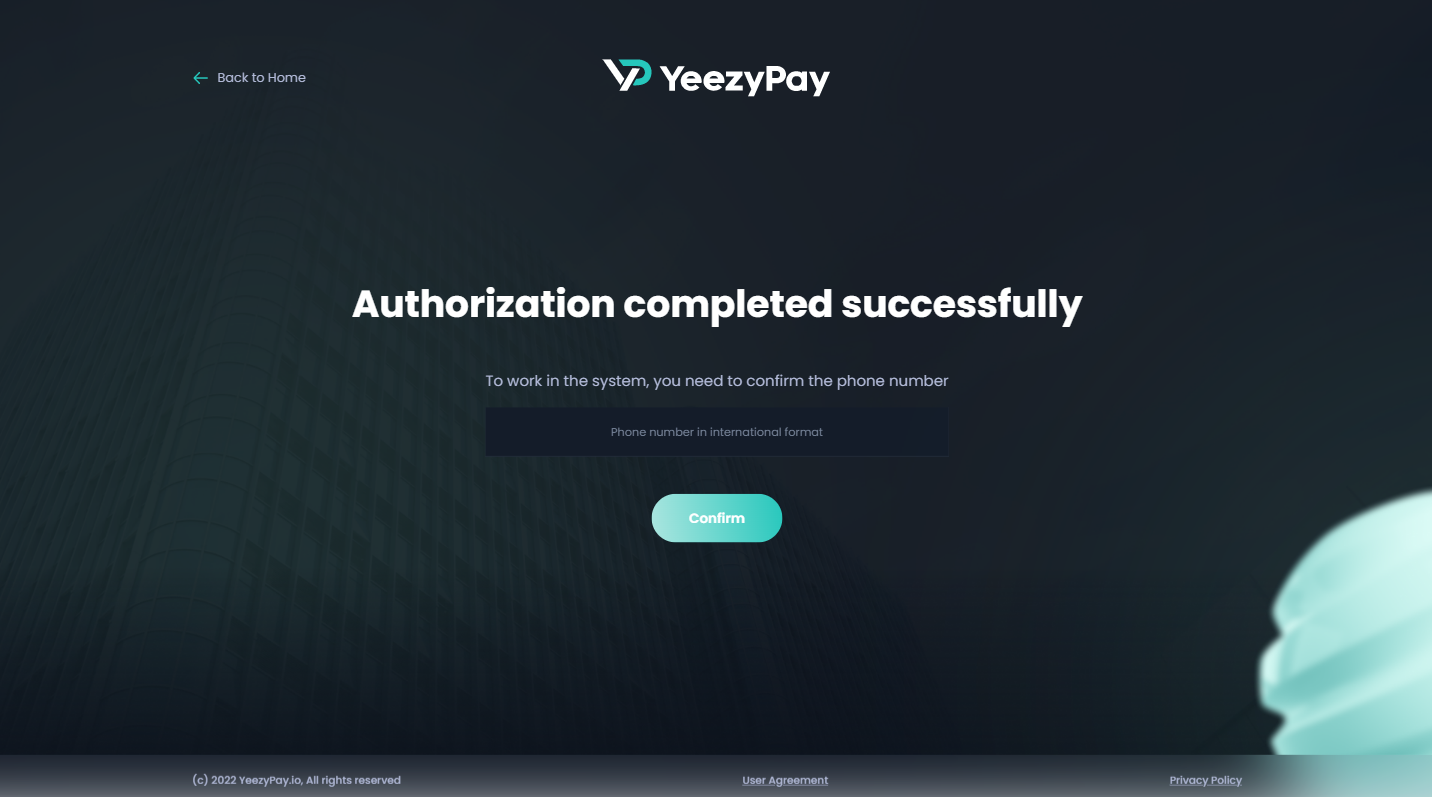 Back to Home
YeezyPay
Authorization completed successfully
To work in the system, you need to confirm the phone number
Phone number in international format
Confirm
(c) 2022 YeezyPay.io, All rights reserved
User Agreement
Privacy Policy